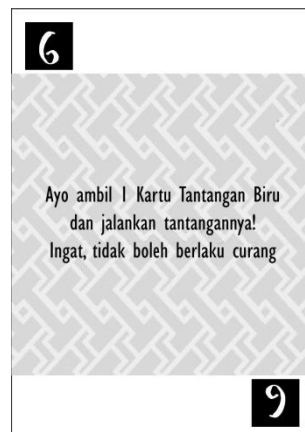 6
Ayo ambil 1 Kartu Tantangan Biru
dan jalankan tantangannya!
Ingat, tidak boleh berlaku curang
9